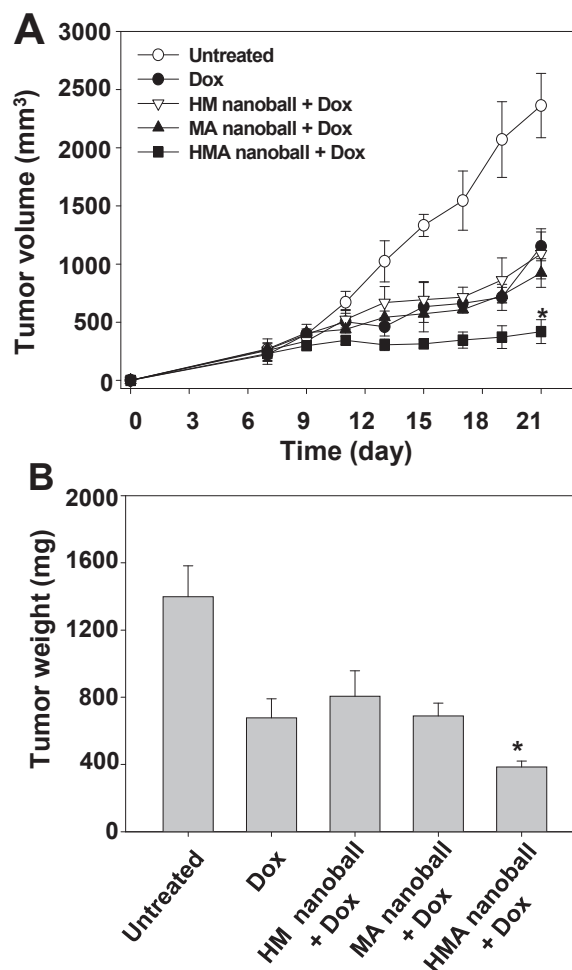 A
3000
2500
2000
1500
1000
500
0
Tumor volume (mm³)
Untreated
Dox
HM nanoball + Dox
MA nanoball + Dox
HMA nanoball + Dox
*
0 3 6 9 12 15 18 21
Time (day)
B
2000
1600
1200
800
400
0
Tumor weight (mg)
*
Untreated
Dox
HM nanoball
+ Dox
MA nanoball
+ Dox
HMA nanoball
+ Dox